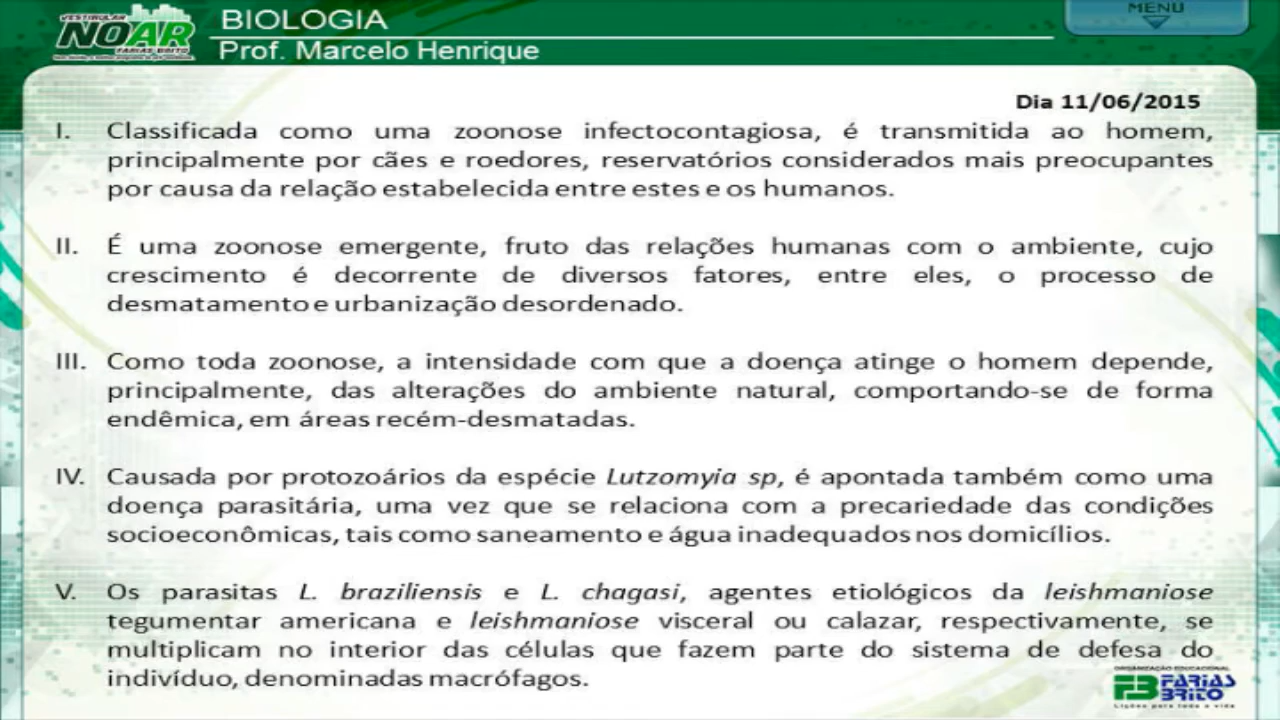 VESTIBULAR
NOAR
FARIAS BRITO
BIOLOGIA
Prof. Marcelo Henrique
MENU
Dia 11/06/2015
I. Classificada como uma zoonose infectocontagiosa, é transmitida ao homem,
principalmente por cães e roedores, reservatórios considerados mais preocupantes
por causa da relação estabelecida entre estes e os humanos.
II. É uma zoonose emergente, fruto das relações humanas com o ambiente, cujo
crescimento é decorrente de diversos fatores, entre eles, o processo de
desmatamento e urbanização desordenado.
III. Como toda zoonose, a intensidade com que a doença atinge o homem depende,
principalmente, das alterações do ambiente natural, comportando-se de forma
endêmica, em áreas recém-desmatadas.
IV. Causada por protozoários da espécie Lutzomyia sp, é apontada também como uma
doença parasitária, uma vez que se relaciona com a precariedade das condições
socioeconômicas, tais como saneamento e água inadequados nos domicílios.
V. Os parasitas L. braziliensis e L. chagasi, agentes etiológicos da leishmaniose
tegumentar americana e leishmaniose visceral ou calazar, respectivamente, se
multiplicam no interior das células que fazem parte do sistema de defesa do
indivíduo, denominadas macrófagos.
ORGANIZAÇÃO EDUCACIONAL
FB FARIAS
BRITO
Lições para toda a vida